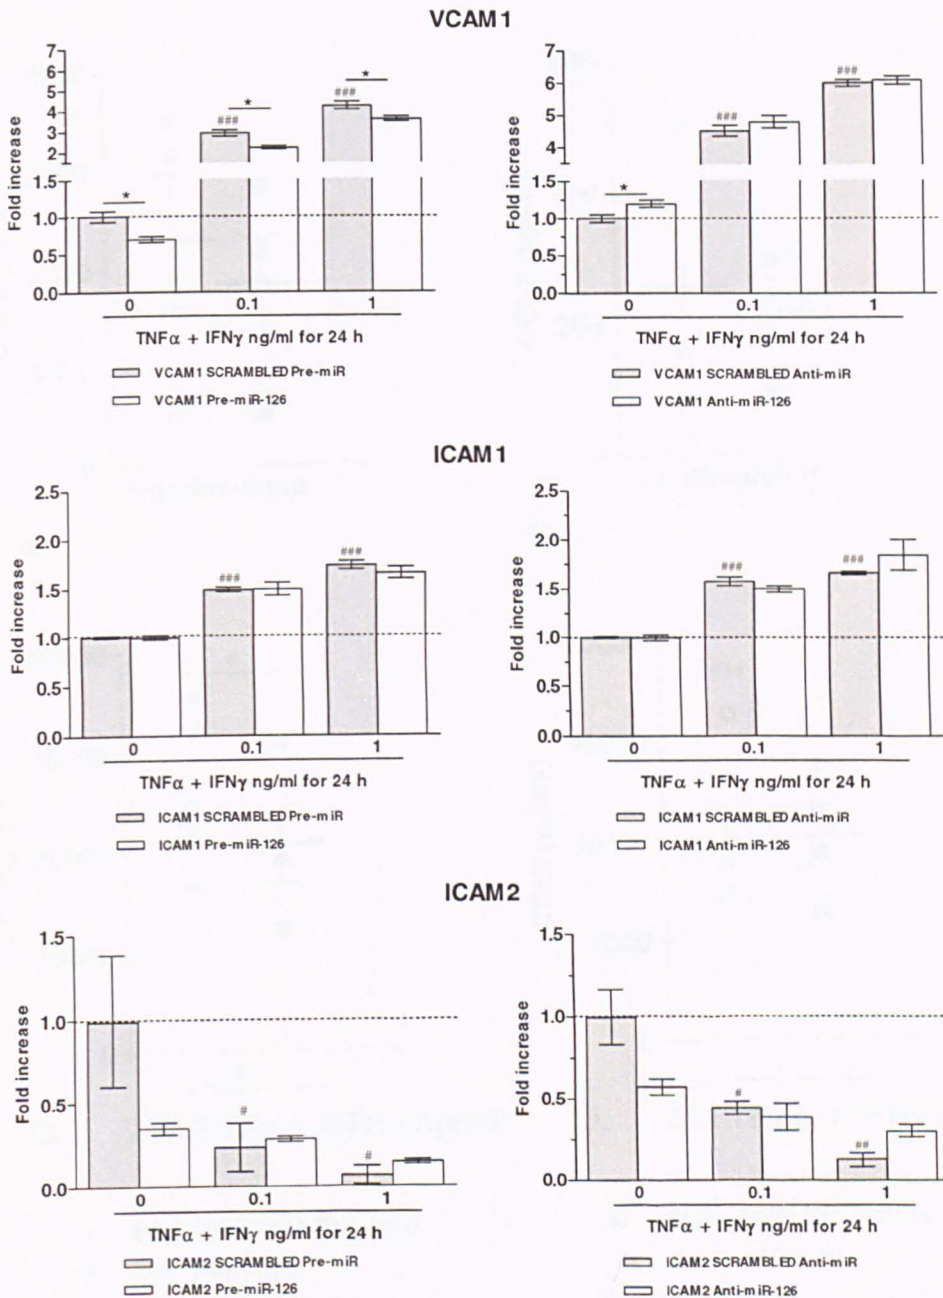 VCAM1
Fold increase
7
6
5
4
3
2
1.5
1.0
0.5
0.0
###
*
###
*
*
0 0.1 1
TNFα + IFNγ ng/ml for 24 h
VCAM1 SCRAMBLED Pre-miR
VCAM1 Pre-miR-126
Fold increase
7
6
5
4
1.5
1.0
0.5
0.0
###
###
*
0 0.1 1
TNFα + IFNγ ng/ml for 24 h
VCAM1 SCRAMBLED Anti-miR
VCAM1 Anti-miR-126
ICAM1
Fold increase
2.5
2.0
1.5
1.0
0.5
0.0
###
###
0 0.1 1
TNFα + IFNγ ng/ml for 24 h
ICAM1 SCRAMBLED Pre-miR
ICAM1 Pre-miR-126
Fold increase
2.5
2.0
1.5
1.0
0.5
0.0
###
###
0 0.1 1
TNFα + IFNγ ng/ml for 24 h
ICAM1 SCRAMBLED Anti-miR
ICAM1 Anti-miR-126
ICAM2
Fold increase
1.5
1.0
0.5
0.0
#
#
0 0.1 1
TNFα + IFNγ ng/ml for 24 h
ICAM2 SCRAMBLED Pre-miR
ICAM2 Pre-miR-126
Fold increase
1.5
1.0
0.5
0.0
#
##
0 0.1 1
TNFα + IFNγ ng/ml for 24 h
ICAM2 SCRAMBLED Anti-miR
ICAM2 Anti-miR-126